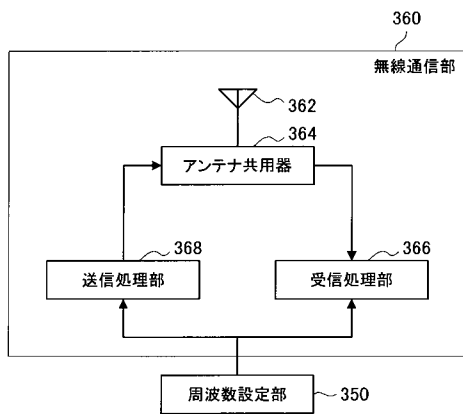 360
無線通信部
362
364
アンテナ共用器
368
送信処理部
366
受信処理部
周波数設定部
350